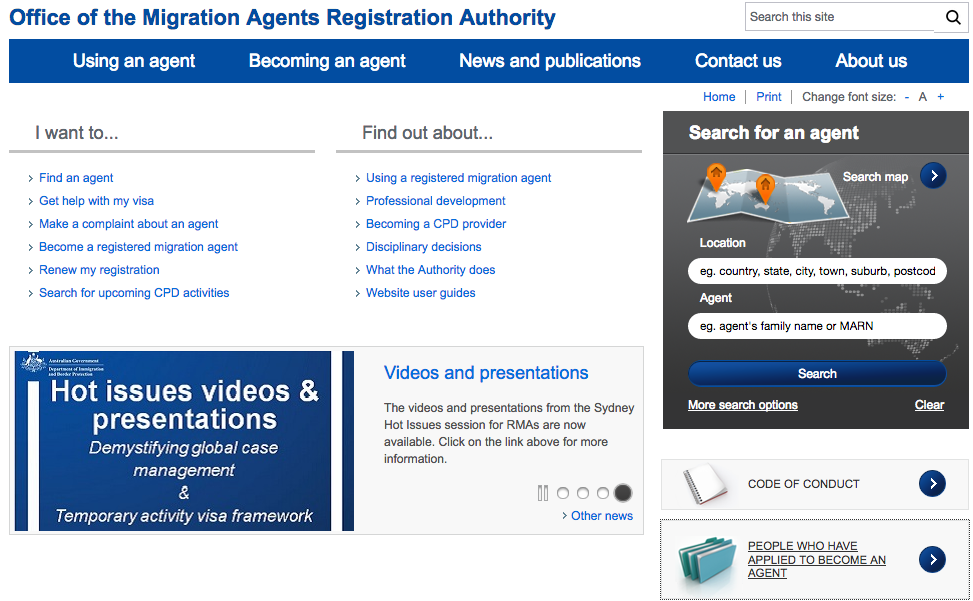 Office of the Migration Agents Registration Authority
Search this site
Using an agent
Becoming an agent
News and publications
Contact us
About us
Home
Print
Change font size: - A +
I want to...
Find an agent
Get help with my visa
Make a complaint about an agent
Become a registered migration agent
Renew my registration
Search for upcoming CPD activities
Find out about...
Using a registered migration agent
Professional development
Becoming a CPD provider
Disciplinary decisions
What the Authority does
Website user guides
Search for an agent
Search map
Location
eg. country, state, city, town, suburb, postcod
Agent
eg. agent's family name or MARN
Search
More search options
Clear
Australian Government
Department of Immigration
and Border Protection
Hot issues videos &
presentations
Demystifying global case
management
&
Temporary activity visa framework
Videos and presentations
The videos and presentations from the Sydney
Hot Issues session for RMAs are now
available. Click on the link above for more
information.
Other news
CODE OF CONDUCT
PEOPLE WHO HAVE
APPLIED TO BECOME AN
AGENT